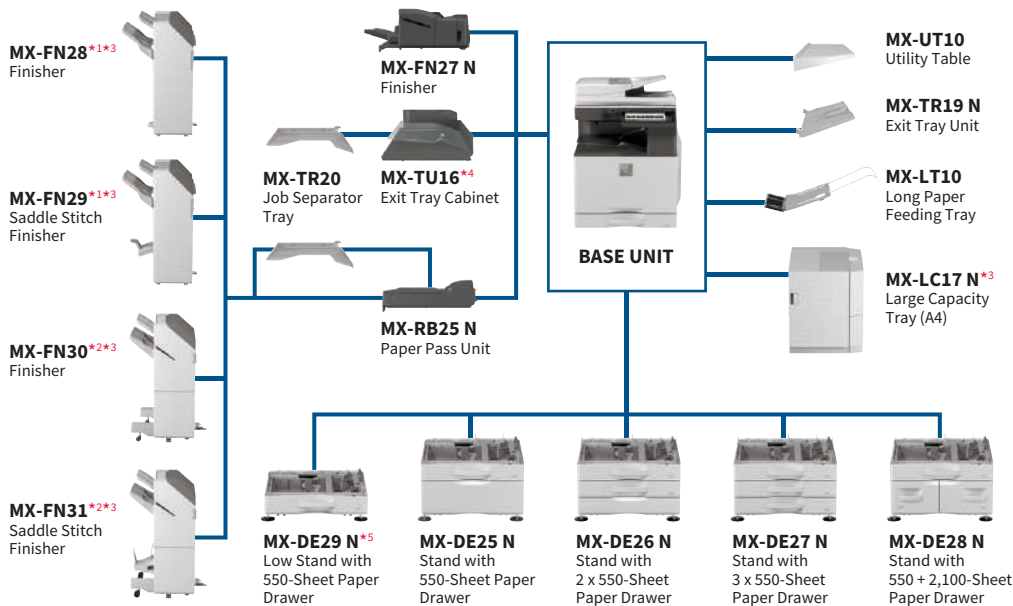 MX-FN28*1*3
Finisher
MX-FN29*1*3
Saddle Stitch
Finisher
MX-FN30*2*3
Finisher
MX-FN31*2*3
Saddle Stitch
Finisher
MX-FN27 N
Finisher
MX-TR20
Job Separator
Tray
MX-TU16*4
Exit Tray Cabinet
MX-RB25 N
Paper Pass Unit
BASE UNIT
MX-UT10
Utility Table
MX-TR19 N
Exit Tray Unit
MX-LT10
Long Paper
Feeding Tray
MX-LC17 N*3
Large Capacity
Tray (A4)
MX-DE29 N*5
Low Stand with
550-Sheet Paper
Drawer
MX-DE25 N
Stand with
550-Sheet Paper
Drawer
MX-DE26 N
Stand with
2 x 550-Sheet
Paper Drawer
MX-DE27 N
Stand with
3 x 550-Sheet
Paper Drawer
MX-DE28 N
Stand with
550 + 2,100-Sheet
Paper Drawer